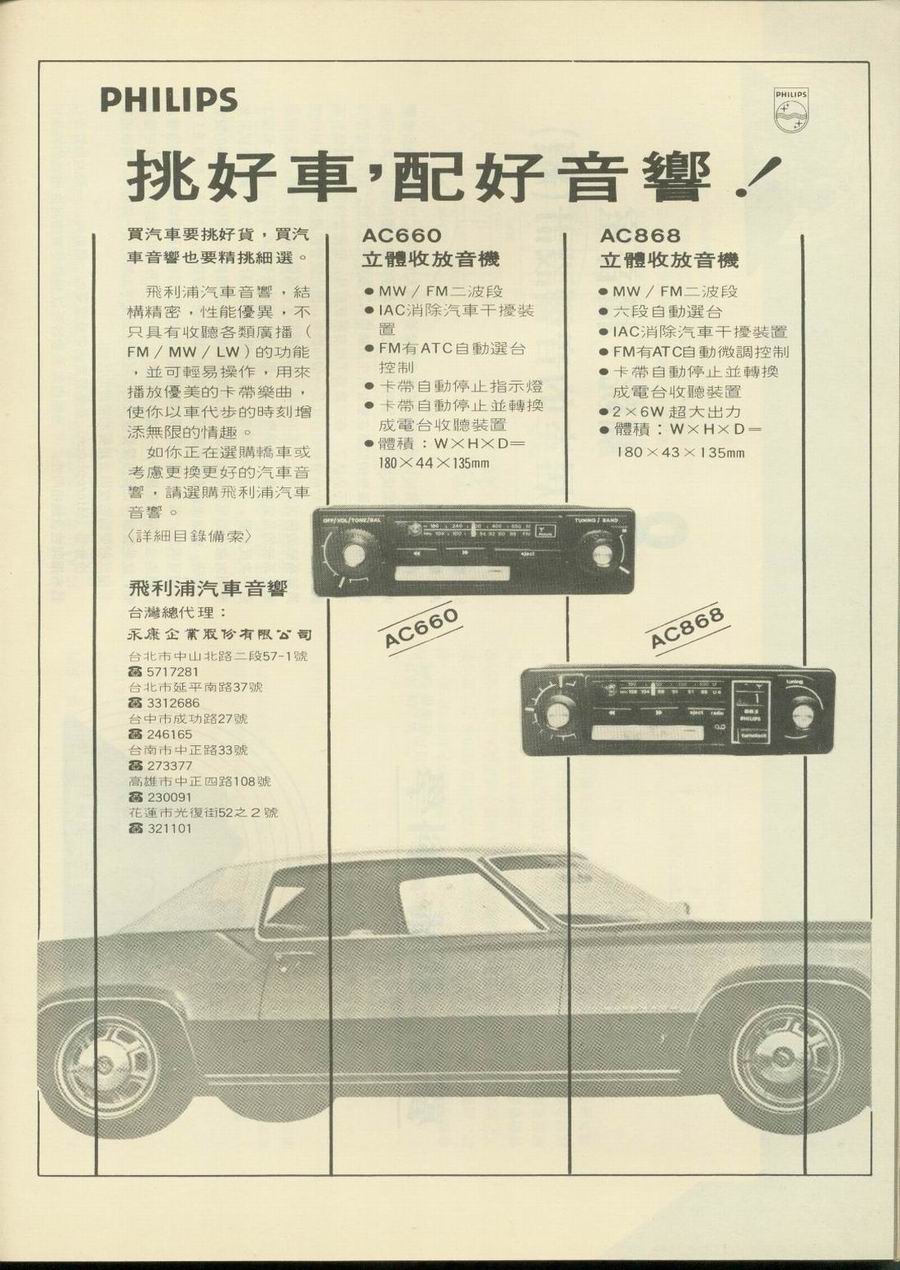 PHILIPS
PHILIPS
挑好車，配好音響！
買汽車要挑好貨，買汽
車音響也要精挑細選。
飛利浦汽車音響，結
構精密，性能優異，不
只具有收聽各類廣播（
FM / MW / LW）的功能
，並可輕易操作，用來
播放優美的卡帶樂曲，
使你以車代步的時刻增
添無限的情趣。
如你正在選購轎車或
考慮更換更好的汽車音
響，請選購飛利浦汽車
音響。
〈詳細目錄備索〉
飛利浦汽車音響
台灣總代理：
永康企業股份有限公司
台北市中山北路二段57-1號
☎ 5717281
台北市延平南路37號
☎ 3312686
台中市成功路27號
☎ 246165
台南市中正路33號
☎ 273377
高雄市中正四路108號
☎ 230091
花蓮市光復街52之2號
☎ 321101
AC660
立體收放音機
●MW / FM二波段
●IAC消除汽車干擾裝
置
●FM有ATC自動選台
控制
●卡帶自動停止指示燈
●卡帶自動停止並轉換
成電台收聽裝置
●體積：W×H×D＝
180×44×135mm
AC868
立體收放音機
●MW / FM二波段
●六段自動選台
●IAC消除汽車干擾裝置
●FM有ATC自動微調控制
●卡帶自動停止並轉換
成電台收聽裝置
●2×6W 超大出力
●體積：W×H×D＝
180×43×135mm
OFF/VOL/TONE/BAL
TUNING / BAND
eject
AC660
AC868
tuning
eject radio
PHILIPS
turnolock